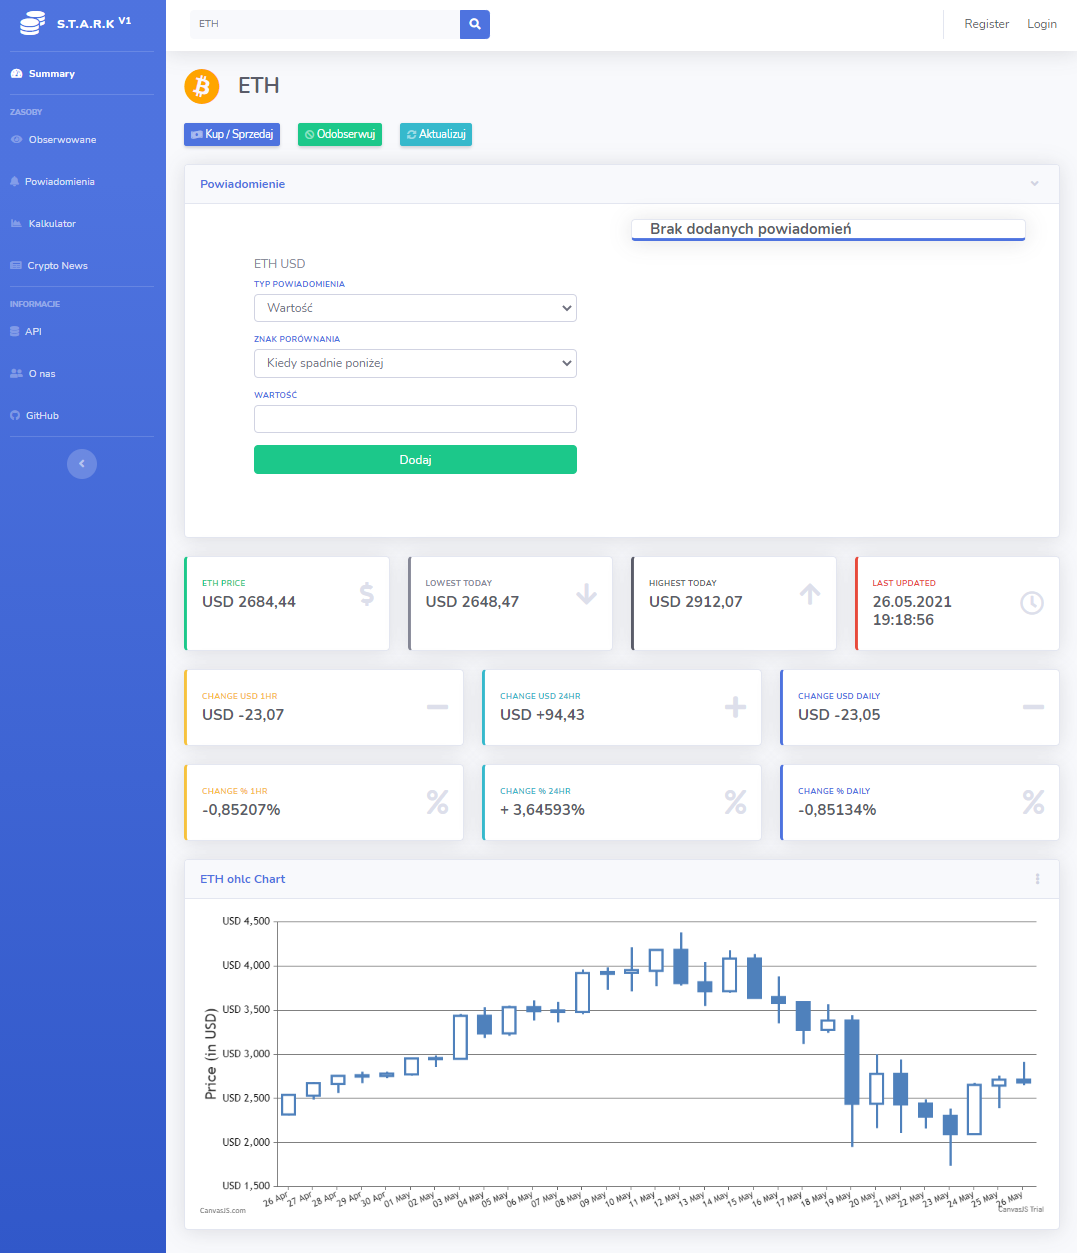 S.T.A.R.K V1
ETH
Register Login
Summary
ZASOBY
Obserwowane
Powiadomienia
Kalkulator
Crypto News
INFORMACJE
API
O nas
GitHub
ETH
Kup / Sprzedaj
Odobserwuj
Aktualizuj
Powiadomienie
Brak dodanych powiadomień
ETH USD
TYP POWIADOMIENIA
Wartość
ZNAK PORÓWNANIA
Kiedy spadnie poniżej
WARTOŚĆ
Dodaj
ETH PRICE
USD 2684,44
LOWEST TODAY
USD 2648,47
HIGHEST TODAY
USD 2912,07
LAST UPDATED
26.05.2021
19:18:56
CHANGE USD 1HR
USD -23,07
CHANGE USD 24HR
USD +94,43
CHANGE USD DAILY
USD -23,05
CHANGE % 1HR
-0,85207%
CHANGE % 24HR
+ 3,64593%
CHANGE % DAILY
-0,85134%
ETH ohlc Chart
Price (in USD)
USD 4,500
USD 4,000
USD 3,500
USD 3,000
USD 2,500
USD 2,000
USD 1,500
26 Apr
27 Apr
28 Apr
29 Apr
30 Apr
01 May
02 May
03 May
04 May
05 May
06 May
07 May
08 May
09 May
10 May
11 May
12 May
13 May
14 May
15 May
16 May
17 May
18 May
19 May
20 May
21 May
22 May
23 May
24 May
25 May
26 May
CanvasJS.com
CanvasJS Trial